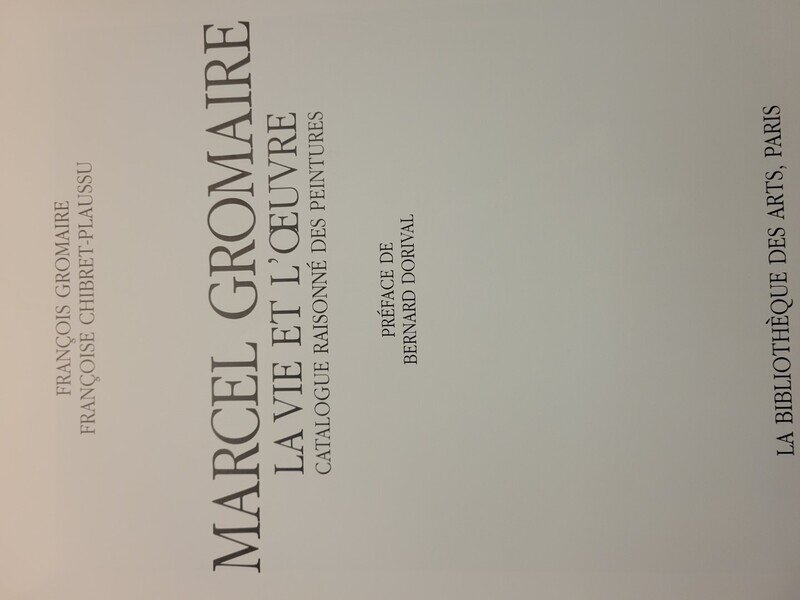 FRANÇOIS GROMAIRE
FRANÇOISE CHIBRET-PLAUSSU
MARCEL GROMAIRE
LA VIE ET L'ŒUVRE
CATALOGUE RAISONNÉ DES PEINTURES
PRÉFACE DE
BERNARD DORIVAL
LA BIBLIOTHÈQUE DES ARTS, PARIS